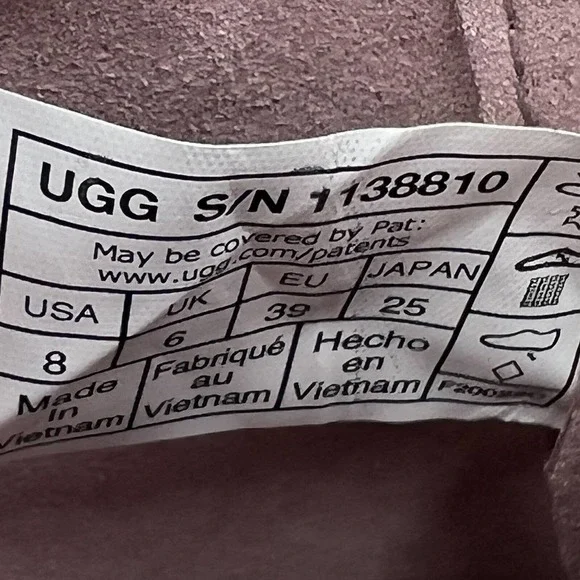 UGG S/N 1138810
May be covered by Pat:
www.ugg.com/patents
USA UK EU JAPAN
8 6 39 25
Made
in
Vietnam
Fabriqué
au
Vietnam
Hecho
en
Vietnam